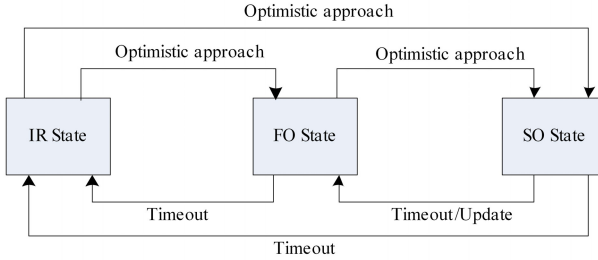 Optimistic approach
Optimistic approach
Optimistic approach
IR State
FO State
SO State
Timeout
Timeout/Update
Timeout